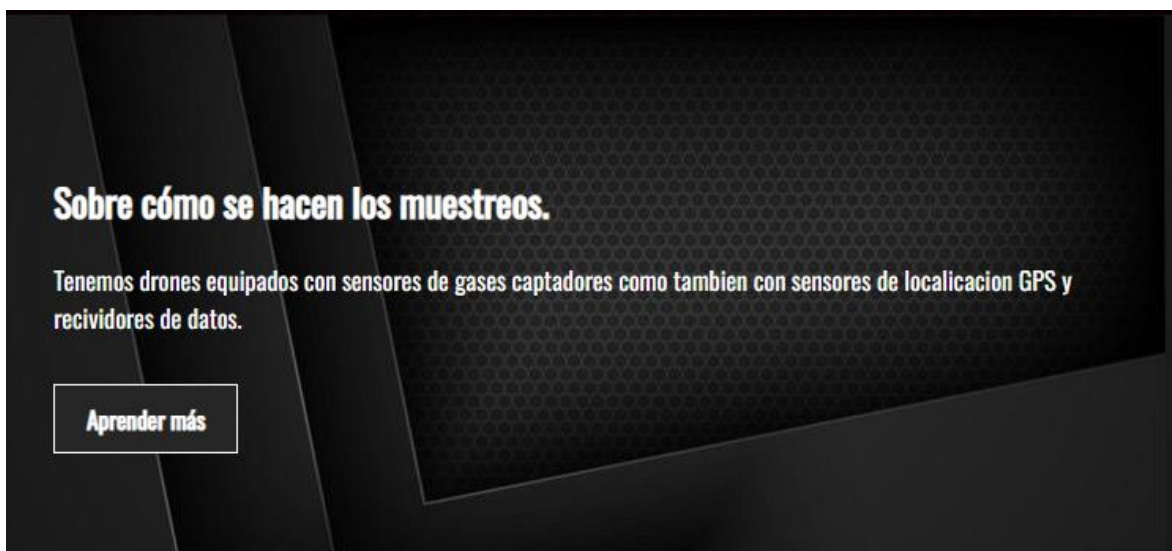 Sobre cómo se hacen los muestreos.
Tenemos drones equipados con sensores de gases captadores como tambien con sensores de localicacion GPS y
recividores de datos.
Aprender más